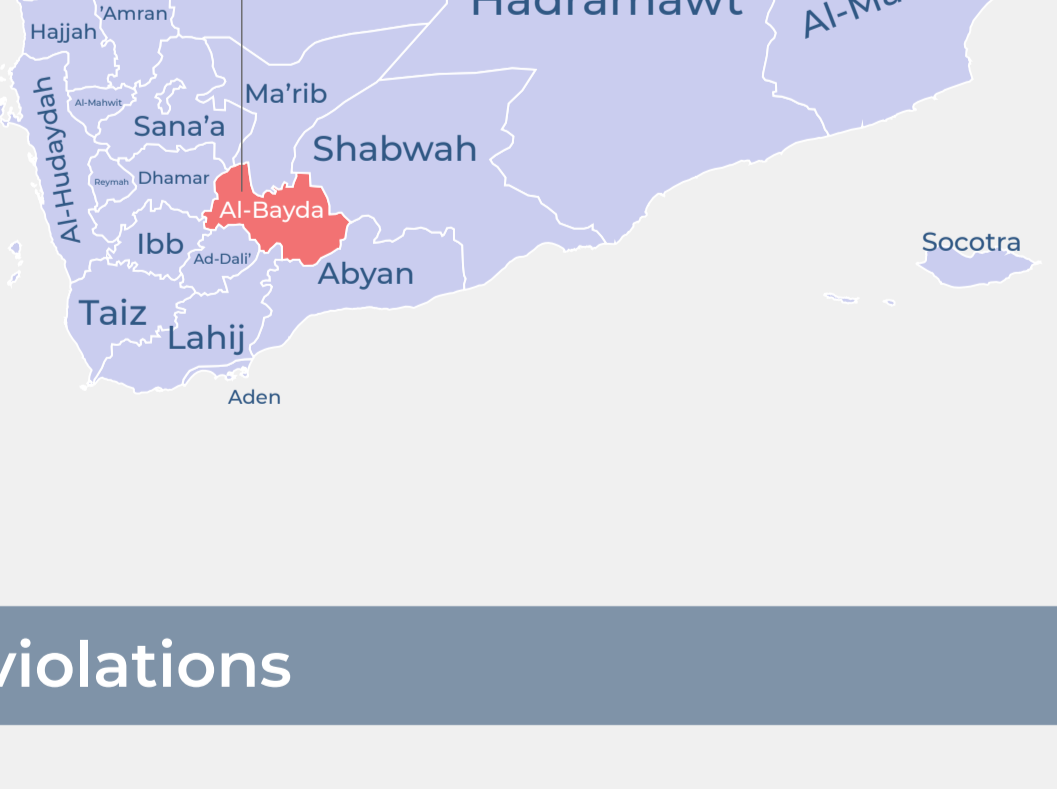 Hadramawt
'Amran
Hajjah
Ma'rib
Al-Mahwit
Sana'a
Al-Hudaydah
Shabwah
Reymah
Dhamar
Al-Bayda
Ibb
Ad-Dali'
Abyan
Socotra
Taiz
Lahij
Aden
violations